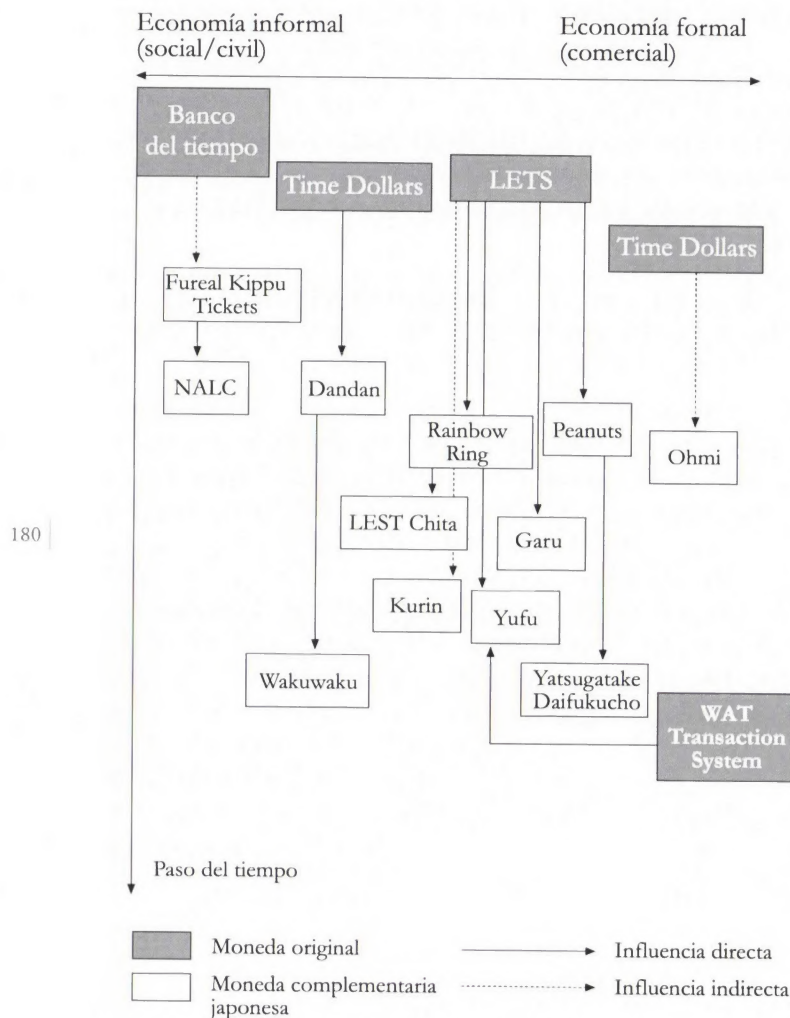 Economía informal
(social/civil)
Economía formal
(comercial)
Banco
del tiempo
Time Dollars
LETS
Time Dollars
Fureal Kippu
Tickets
NALC
Dandan
Rainbow
Ring
Peanuts
Ohmi
LEST Chita
Garu
180
Kurin
Yufu
Wakuwaku
Yatsugatake
Daifukucho
WAT
Transaction
System
Paso del tiempo
Moneda original
Influencia directa
Moneda complementaria
japonesa
Influencia indirecta